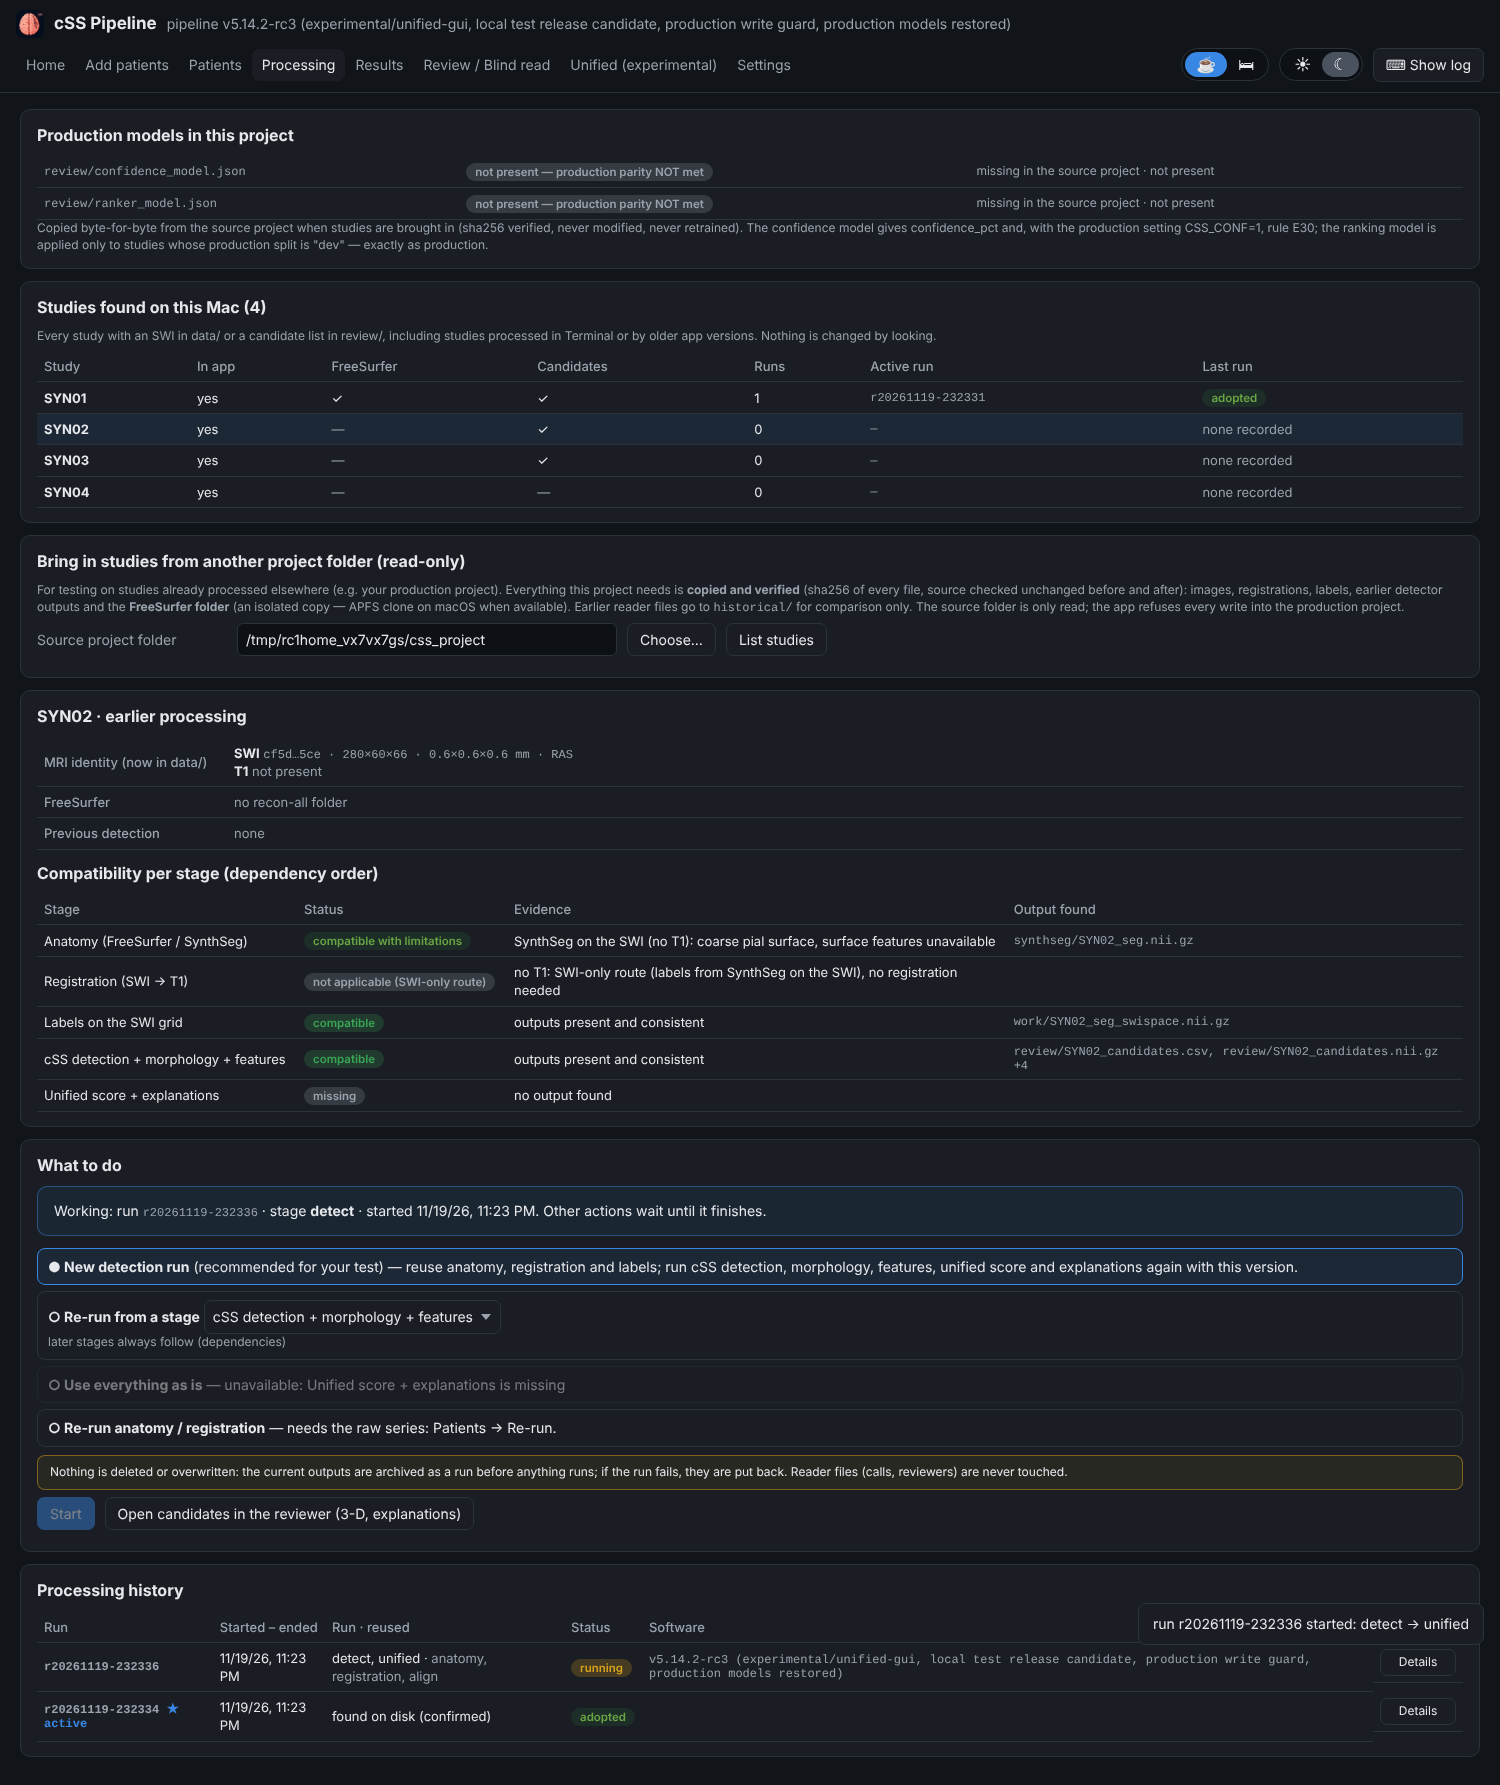 cSS Pipeline pipeline v5.14.2-rc3 (experimental/unified-gui, local test release candidate, production write guard, production models restored)
Home Add patients Patients Processing Results Review / Blind read Unified (experimental) Settings Show log
Production models in this project
review/confidence_model.json not present — production parity NOT met missing in the source project · not present
review/ranker_model.json not present — production parity NOT met missing in the source project · not present
Copied byte-for-byte from the source project when studies are brought in (sha256 verified, never modified, never retrained). The confidence model gives confidence_pct and, with the production setting CSS_CONF=1, rule E30; the ranking model is
applied only to studies whose production split is "dev" — exactly as production.
Studies found on this Mac (4)
Every study with an SWI in data/ or a candidate list in review/, including studies processed in Terminal or by older app versions. Nothing is changed by looking.
Study In app FreeSurfer Candidates Runs Active run Last run
SYN01 yes ✓ ✓ 1 r20261119-232331 adopted
SYN02 yes — ✓ 0 — none recorded
SYN03 yes — ✓ 0 — none recorded
SYN04 yes — — 0 — none recorded
Bring in studies from another project folder (read-only)
For testing on studies already processed elsewhere (e.g. your production project). Everything this project needs is copied and verified (sha256 of every file, source checked unchanged before and after): images, registrations, labels, earlier detector
outputs and the FreeSurfer folder (an isolated copy — APFS clone on macOS when available). Earlier reader files go to historical/ for comparison only. The source folder is only read; the app refuses every write into the production project.
Source project folder /tmp/rc1home_vx7vx7gs/css_project Choose... List studies
SYN02 · earlier processing
MRI identity (now in data/) SWI cf5d…5ce · 280×60×66 · 0.6×0.6×0.6 mm · RAS
T1 not present
FreeSurfer no recon-all folder
Previous detection none
Compatibility per stage (dependency order)
Stage Status Evidence Output found
Anatomy (FreeSurfer / SynthSeg) compatible with limitations SynthSeg on the SWI (no T1): coarse pial surface, surface features unavailable synthseg/SYN02_seg.nii.gz
Registration (SWI → T1) not applicable (SWI-only route) no T1: SWI-only route (labels from SynthSeg on the SWI), no registration
needed
Labels on the SWI grid compatible outputs present and consistent work/SYN02_seg_swispace.nii.gz
cSS detection + morphology + features compatible outputs present and consistent review/SYN02_candidates.csv, review/SYN02_candidates.nii.gz
+4
Unified score + explanations missing no output found
What to do
Working: run r20261119-232336 · stage detect · started 11/19/26, 11:23 PM. Other actions wait until it finishes.
● New detection run (recommended for your test) — reuse anatomy, registration and labels; run cSS detection, morphology, features, unified score and explanations again with this version.
○ Re-run from a stage cSS detection + morphology + features
later stages always follow (dependencies)
○ Use everything as is — unavailable: Unified score + explanations is missing
○ Re-run anatomy / registration — needs the raw series: Patients → Re-run.
Nothing is deleted or overwritten: the current outputs are archived as a run before anything runs; if the run fails, they are put back. Reader files (calls, reviewers) are never touched.
Start Open candidates in the reviewer (3-D, explanations)
Processing history
run r20261119-232336 started: detect → unified
Run Started – ended Run · reused Status Software
r20261119-232336 11/19/26, 11:23 PM detect, unified · anatomy, registration, align running v5.14.2-rc3 (experimental/unified-gui, local test release candidate, production write guard, production models restored) Details
r20261119-232334 ★ active 11/19/26, 11:23 PM found on disk (confirmed) adopted Details